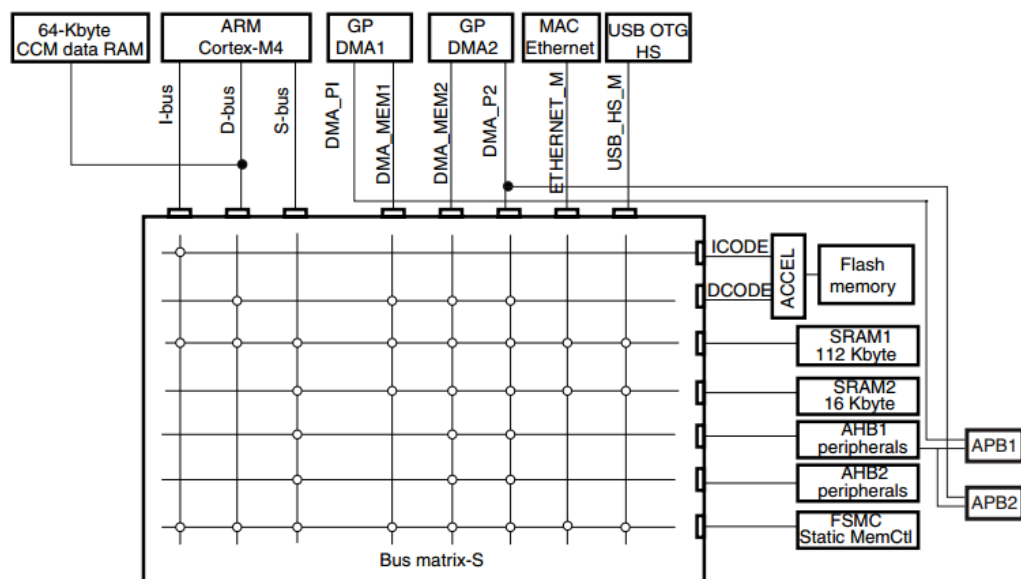 64-Kbyte
CCM data RAM
ARM
Cortex-M4
GP
DMA1
GP
DMA2
MAC
Ethernet
USB OTG
HS
I-bus
D-bus
S-bus
DMA_PI
DMA_MEM1
DMA_MEM2
DMA_P2
ETHERNET_M
USB_HS_M
ICODE
DCODE
ACCEL
Flash
memory
SRAM1
112 Kbyte
SRAM2
16 Kbyte
AHB1
peripherals
APB1
AHB2
peripherals
APB2
FSMC
Static MemCtl
Bus matrix-S